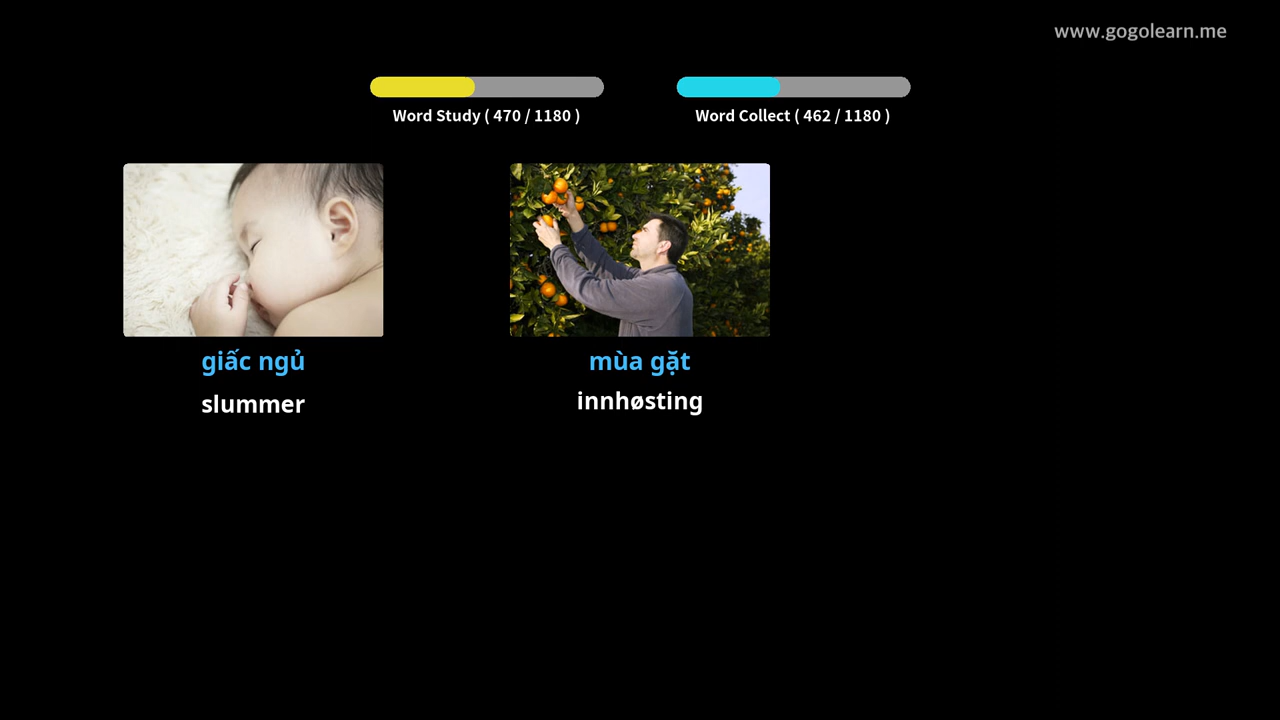 www.gogolearn.me
Word Study ( 470 / 1180 )
Word Collect ( 462 / 1180 )
giấc ngủ
slummer
mùa gặt
innhøsting